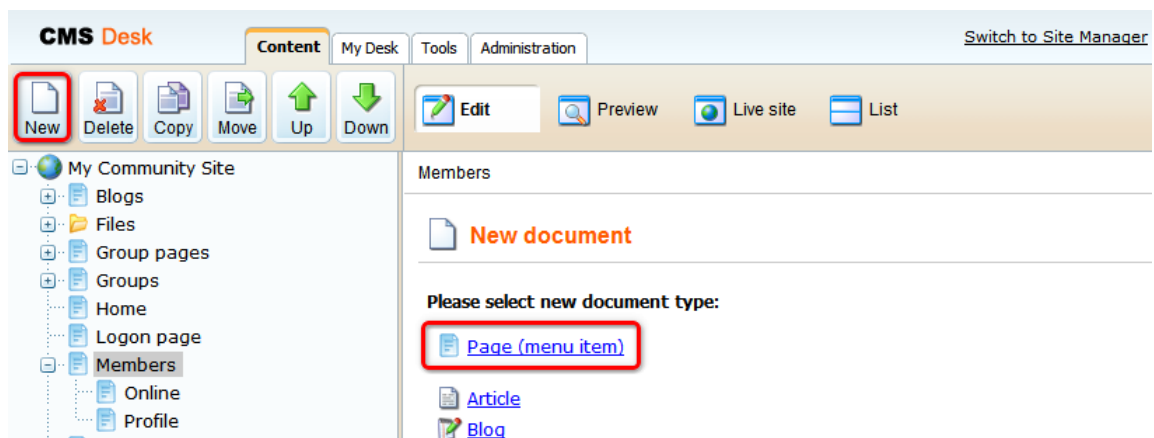 CMS Desk
Content My Desk Tools Administration
Switch to Site Manager
New Delete Copy Move Up Down
Edit Preview Live site List
My Community Site
Blogs
Files
Group pages
Groups
Home
Logon page
Members
Online
Profile
Members
New document
Please select new document type:
Page (menu item)
Article
Blog